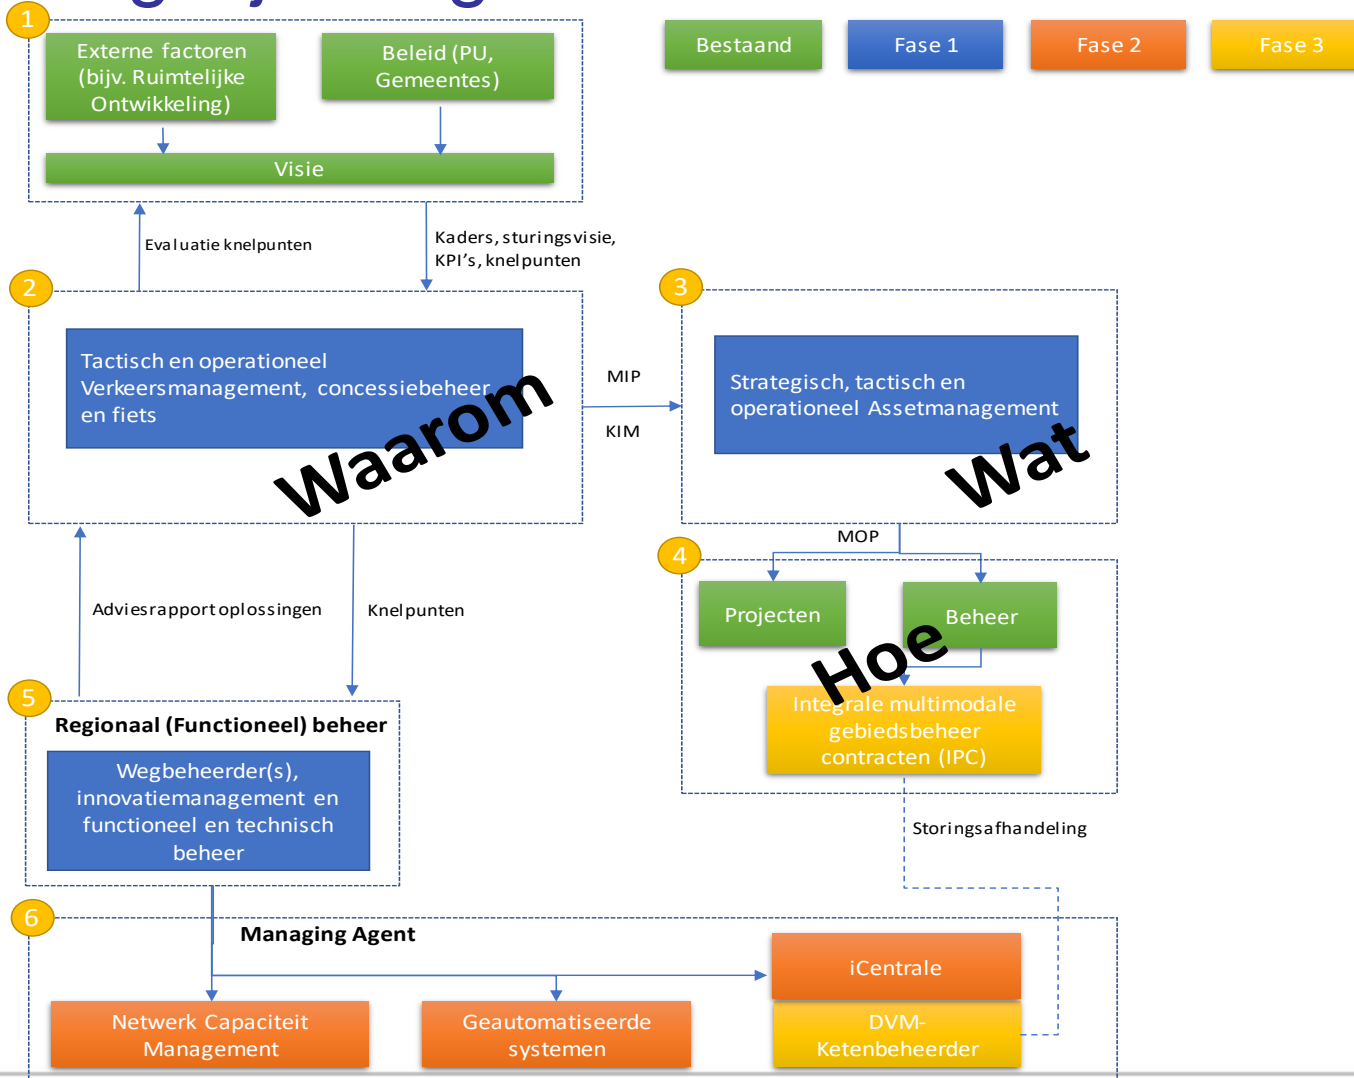 1
Externe factoren
(bijv. Ruimtelijke
Ontwikkeling)
Beleid (PU,
Gemeentes)
Visie
Bestaand
Fase 1
Fase 2
Fase 3
Evaluatie knelpunten
Kaders, sturingsvisie,
KPI's, knelpunten
2
Tactisch en operationeel
Verkeersmanagement, concessiebeheer
en fiets
Waarom
MIP
KIM
3
Strategisch, tactisch en
operationeel Assetmanagement
Wat
MOP
4
Projecten
Beheer
Hoe
Integrale multimodale
gebiedsbeheer
contracten (IPC)
Adviesrapport oplossingen
Knelpunten
5
Regionaal (Functioneel) beheer
Wegbeheerder(s),
innovatiemanagement en
functioneel en technisch
beheer
Storingsafhandeling
6
Managing Agent
Netwerk Capaciteit
Management
Geautomatiseerde
systemen
iCentrale
DVM-
Ketenbeheerder